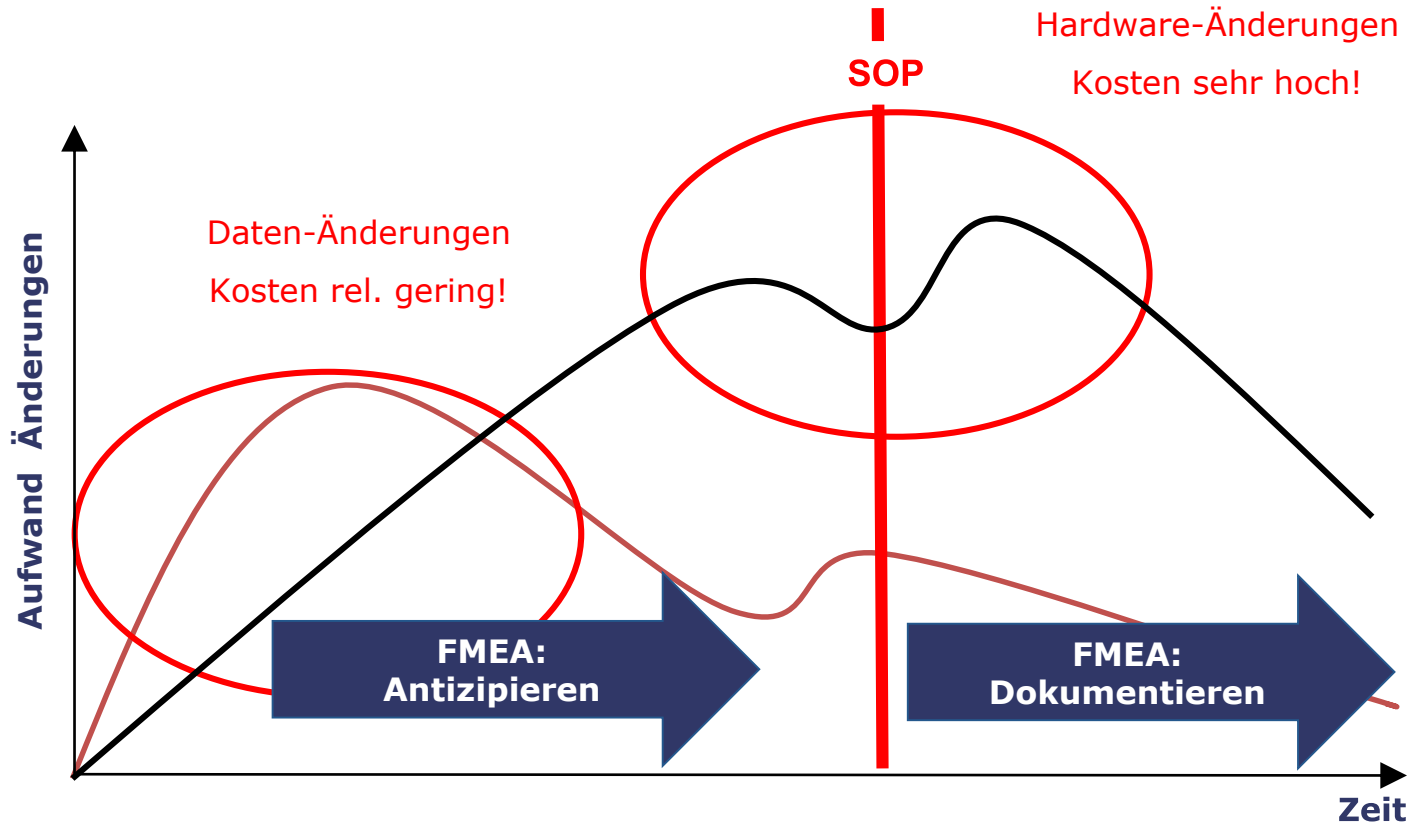 Hardware-Änderungen
Kosten sehr hoch!
SOP
Daten-Änderungen
Kosten rel. gering!
Aufwand Änderungen
FMEA:
Antizipieren
FMEA:
Dokumentieren
Zeit